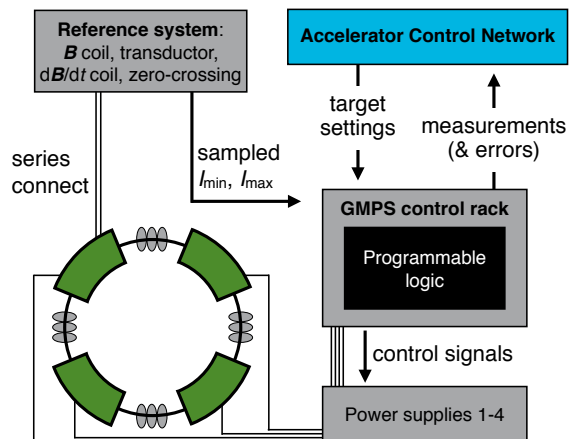 Reference system:
B coil, transductor,
dB/dt coil, zero-crossing
Accelerator Control Network
target
settings
measurements
(& errors)
series
connect
sampled
Imin, Imax
GMPS control rack
Programmable
logic
control signals
Power supplies 1-4